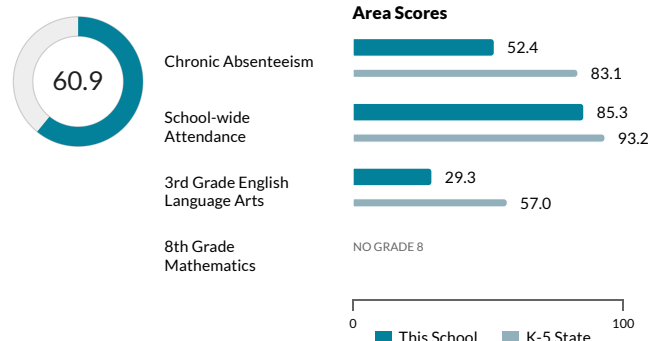 Area Scores
60.9
Chronic Absenteeism
52.4
83.1
School-wide
Attendance
85.3
93.2
3rd Grade English
Language Arts
29.3
57.0
8th Grade
Mathematics
NO GRADE 8
0
100
This School
K-5 State